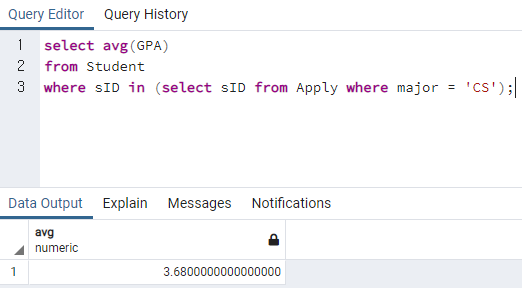 Query Editor Query History
1 select avg(GPA)
2 from Student
3 where sID in (select sID from Apply where major = 'CS');
Data Output Explain Messages Notifications
avg
numeric
1 3.6800000000000000